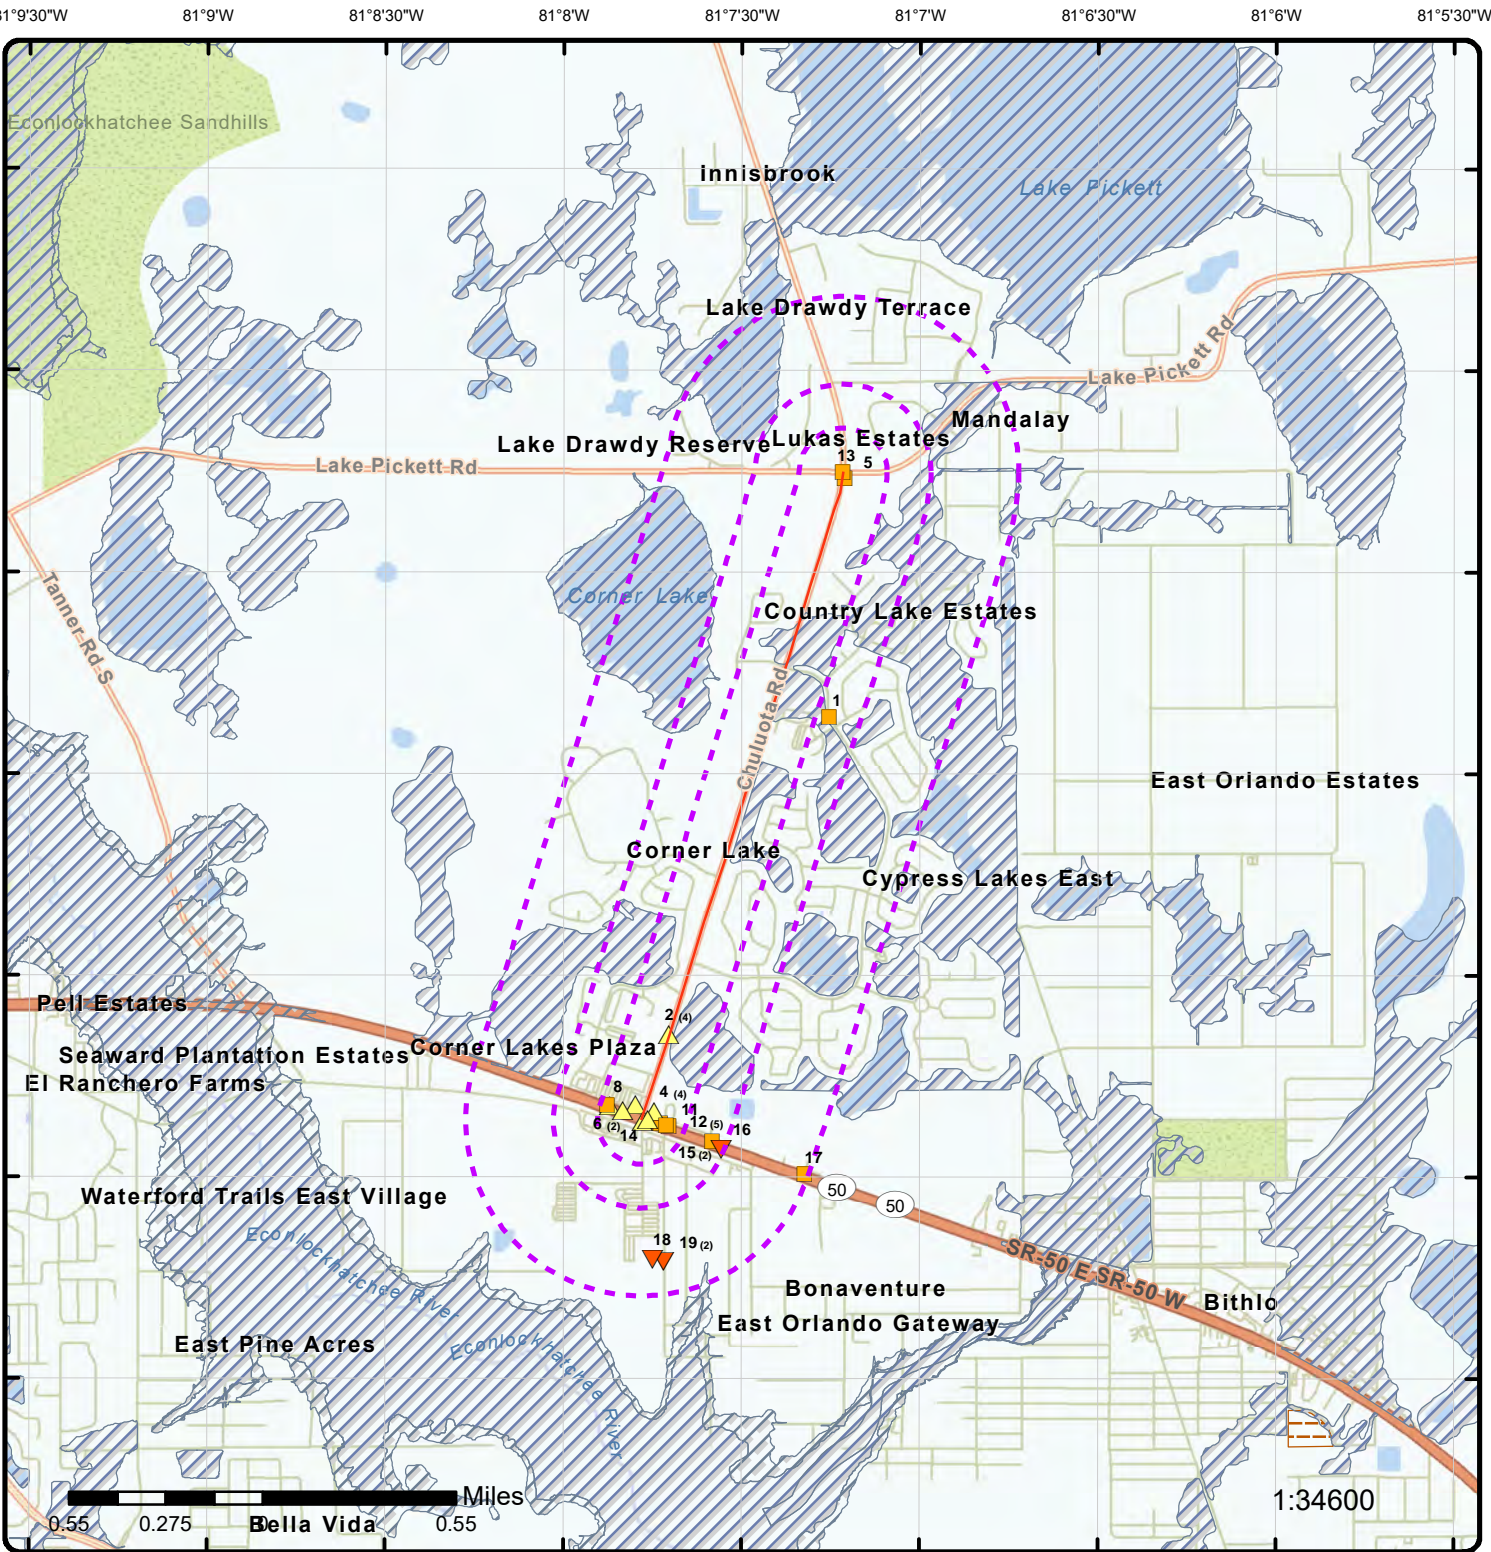 81°9'30"W 81°9'W 81°8'30"W 81°8'W 81°7'30"W 81°7'W 81°6'30"W 81°6'W 81°5'30"W
Econlockhatchee Sandhills
innisbrook
Lake Pickett
Lake Drawdy Terrace
Lake Pickett Rd
Mandalay
Lukas Estates
Lake Drawdy Reserve
13
5
Lake Pickett Rd
Corner Lake
Country Lake Estates
Tanner Rd S
Chuluota Rd
1
East Orlando Estates
Corner Lake
Cypress Lakes East
Pell Estates
2 (4)
Corner Lakes Plaza
Seaward Plantation Estates
El Ranchero Farms
8
4 (4)
11
6 (2)
14
12 (5)
16
15 (2)
17
50
50
Waterford Trails East Village
Econlockhatchee River
18
19 (2)
SR-50 E SR-50 W
Bonaventure
Bithlo
East Orlando Gateway
East Pine Acres
Econlockhatchee River
Miles
1:34600
0.55 0.275 0 0.55
Bella Vida